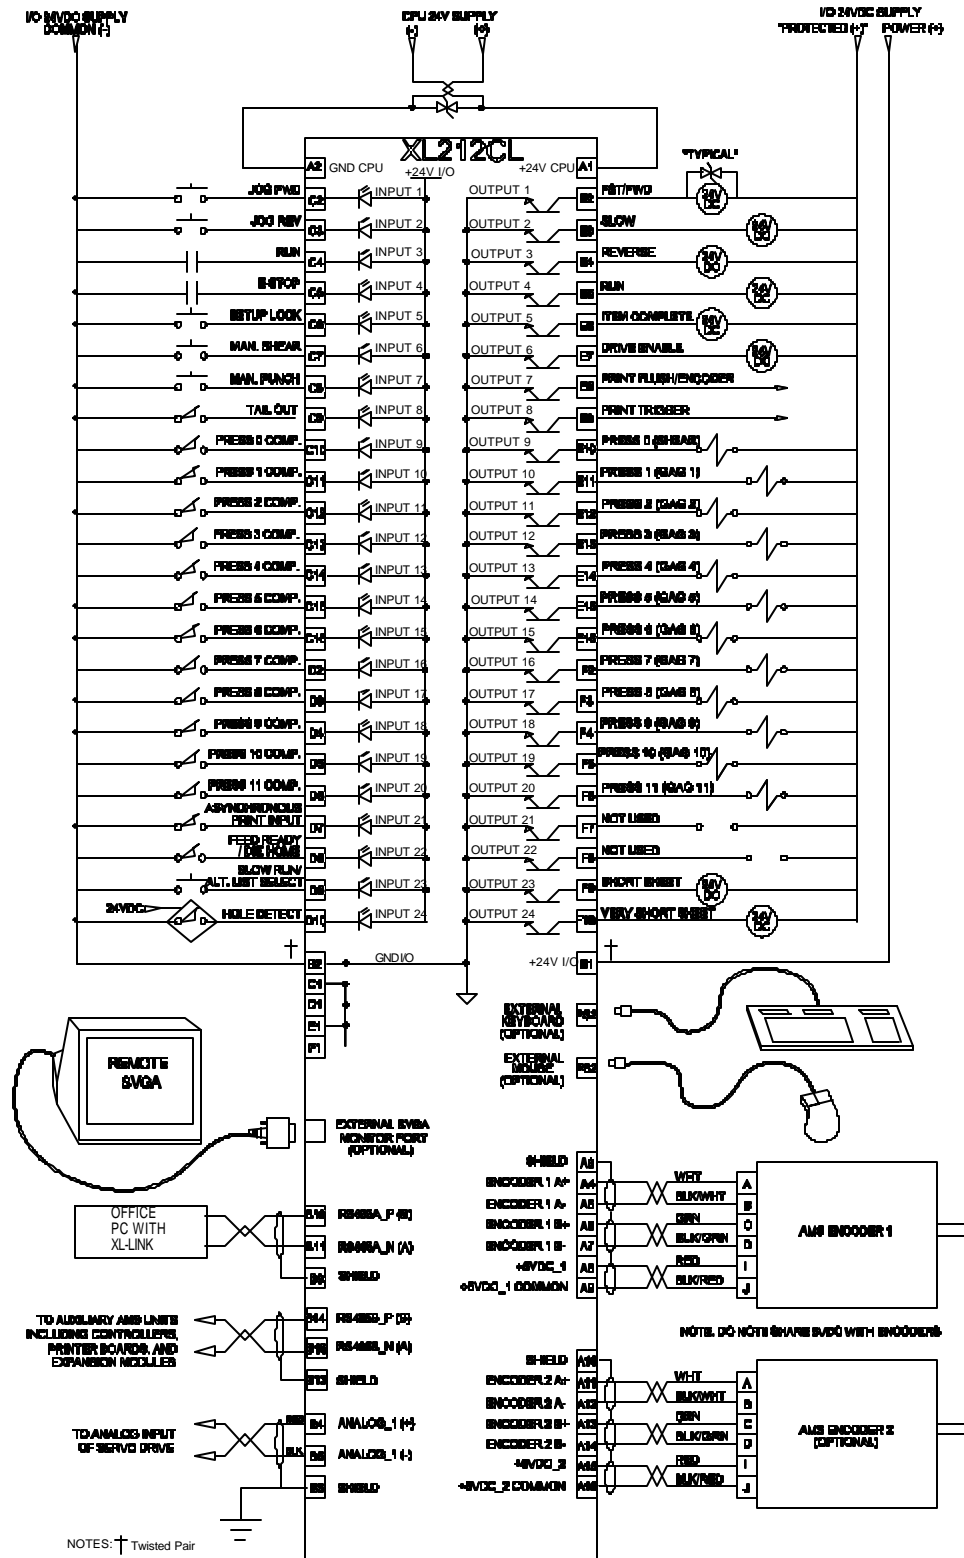 I/O 24VDC SUPPLY
COMMON (-)
CPU 24V SUPPLY
(-) (+)
I/O 24VDC SUPPLY
"PROTECTED (+)" POWER (+)
XL212CL
"TYPICAL"
A2 GND CPU +24V I/O +24V CPU A1
JOG FWD C2 INPUT 1 OUTPUT 1 E2 FST/FWD 24V DC
JOG REV C3 INPUT 2 OUTPUT 2 E3 SLOW 24V DC
RUN C4 INPUT 3 OUTPUT 3 E4 REVERSE 24V DC
E-STOP C5 INPUT 4 OUTPUT 4 E5 RUN 24V DC
SETUP LOCK C6 INPUT 5 OUTPUT 5 E6 ITEM COMPLETE 24V DC
MAN. SHEAR C7 INPUT 6 OUTPUT 6 E7 DRIVE ENABLE 24V DC
MAN. PUNCH C8 INPUT 7 OUTPUT 7 E8 PRINT FLUSH/ENCODER
TAIL OUT C9 INPUT 8 OUTPUT 8 E9 PRINT TRIGGER
PRESS 0 COMP. C10 INPUT 9 OUTPUT 9 E10 PRESS 0 (SHEAR)
PRESS 1 COMP. C11 INPUT 10 OUTPUT 10 E11 PRESS 1 (GAG 1)
PRESS 2 COMP. C12 INPUT 11 OUTPUT 11 E12 PRESS 2 (GAG 2)
PRESS 3 COMP. C13 INPUT 12 OUTPUT 12 E13 PRESS 3 (GAG 3)
PRESS 4 COMP. C14 INPUT 13 OUTPUT 13 E14 PRESS 4 (GAG 4)
PRESS 5 COMP. C15 INPUT 14 OUTPUT 14 E15 PRESS 5 (GAG 5)
PRESS 6 COMP. C16 INPUT 15 OUTPUT 15 E16 PRESS 6 (GAG 6)
PRESS 7 COMP. D2 INPUT 16 OUTPUT 16 F2 PRESS 7 (GAG 7)
PRESS 8 COMP. D3 INPUT 17 OUTPUT 17 F3 PRESS 8 (GAG 8)
PRESS 9 COMP. D4 INPUT 18 OUTPUT 18 F4 PRESS 9 (GAG 9)
PRESS 10 COMP. D5 INPUT 19 OUTPUT 19 F5 PRESS 10 (GAG 10)
PRESS 11 COMP. D6 INPUT 20 OUTPUT 20 F6 PRESS 11 (GAG 11)
ASYNCHRONOUS
PRINT INPUT D7 INPUT 21 OUTPUT 21 F7 NOT USED
FEED READY
/ DIE HOME D8 INPUT 22 OUTPUT 22 F8 NOT USED
SLOW RUN/
ALT. LIST SELECT D9 INPUT 23 OUTPUT 23 F9 SHORT SHEET 24V DC
24VDC HOLE DETECT D10 INPUT 24 OUTPUT 24 F10 VERY SHORT SHEET 24V DC
† †
B2 GND I/O +24V I/O B1
C1
D1
E1
F1
EXTERNAL
KEYBOARD
(OPTIONAL)
PS2
EXTERNAL
MOUSE
(OPTIONAL)
PS2
REMOTE
SVGA
EXTERNAL SVGA
MONITOR PORT
(OPTIONAL)
OFFICE
PC WITH
XL-LINK
B10 RS485A_P (B)
B11 RS485A_N (A)
B9 SHIELD
TO AUXILIARY AMS UNITS
INCLUDING CONTROLLERS,
PRINTER BOARDS, AND
EXPANSION MODULES
B14 RS485B_P (B)
B15 RS485B_N (A)
B13 SHIELD
TO ANALOG INPUT
OF SERVO DRIVE
RED B4 ANALOG_1 (+)
BLK B5 ANALOG_1 (-)
B3 SHIELD
SHIELD A3
ENCODER 1 A+ A4 WHT A
ENCODER 1 A- A5 BLK/WHT B
ENCODER 1 B+ A6 GRN C
ENCODER 1 B- A7 BLK/GRN D
+5VDC_1 A8 RED I
+5VDC_1 COMMON A9 BLK/RED J
AMS ENCODER 1
NOTE: DO NOTE SHARE 5VDC WITH ENCODERS
SHIELD A10
ENCODER 2 A+ A11 WHT A
ENCODER 2 A- A12 BLK/WHT B
ENCODER 2 B+ A13 GRN C
ENCODER 2 B- A14 BLK/GRN D
+5VDC_2 A15 RED I
+5VDC_2 COMMON A16 BLK/RED J
AMS ENCODER 2
(OPTIONAL)
NOTES: † Twisted Pair